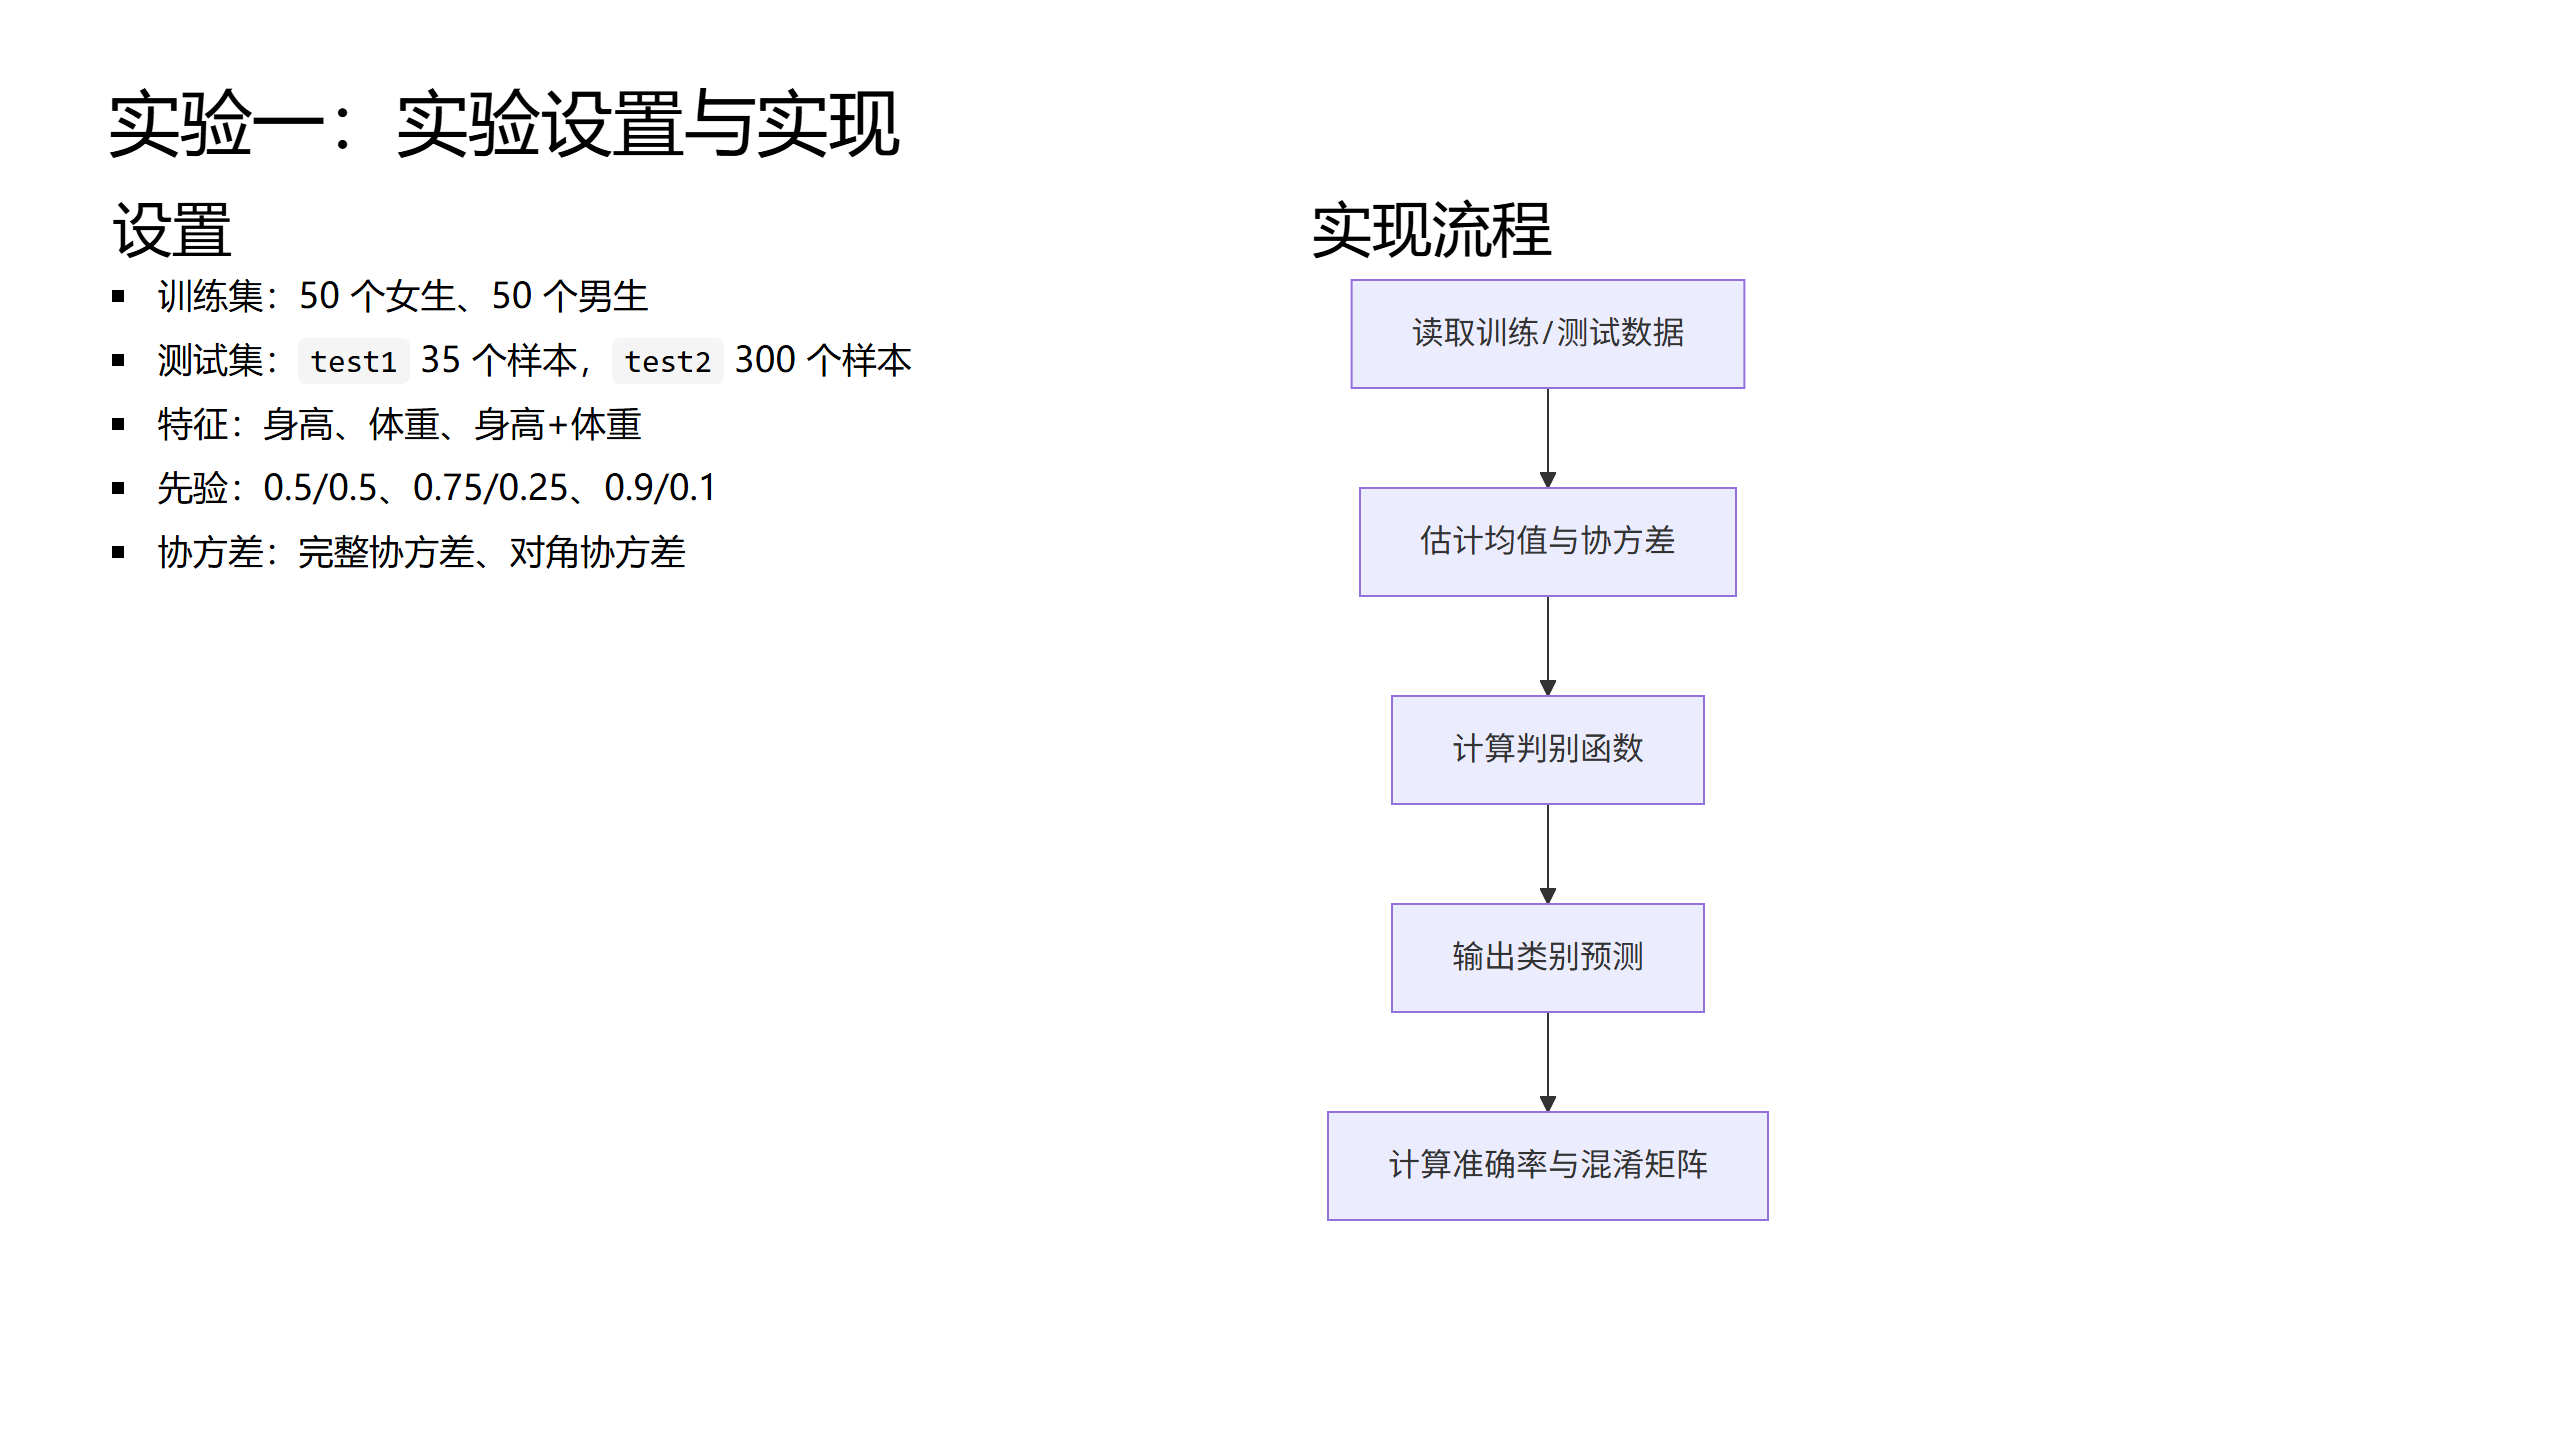 实验一：实验设置与实现
设置
▪ 训练集：50 个女生、50 个男生
▪ 测试集：test1 35 个样本，test2 300 个样本
▪ 特征：身高、体重、身高+体重
▪ 先验：0.5/0.5、0.75/0.25、0.9/0.1
▪ 协方差：完整协方差、对角协方差
实现流程
读取训练/测试数据
估计均值与协方差
计算判别函数
输出类别预测
计算准确率与混淆矩阵